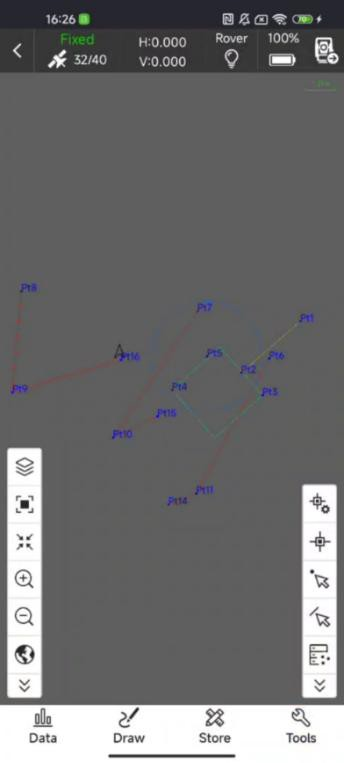 16:26
Fixed
32/40
H:0.000
V:0.000
Rover
100%
Pt8
Pt7
Pt1
Pt16
Pt5
Pt6
Pt2
Pt9
Pt4
Pt3
Pt15
Pt10
Pt11
Pt14
Data
Draw
Store
Tools